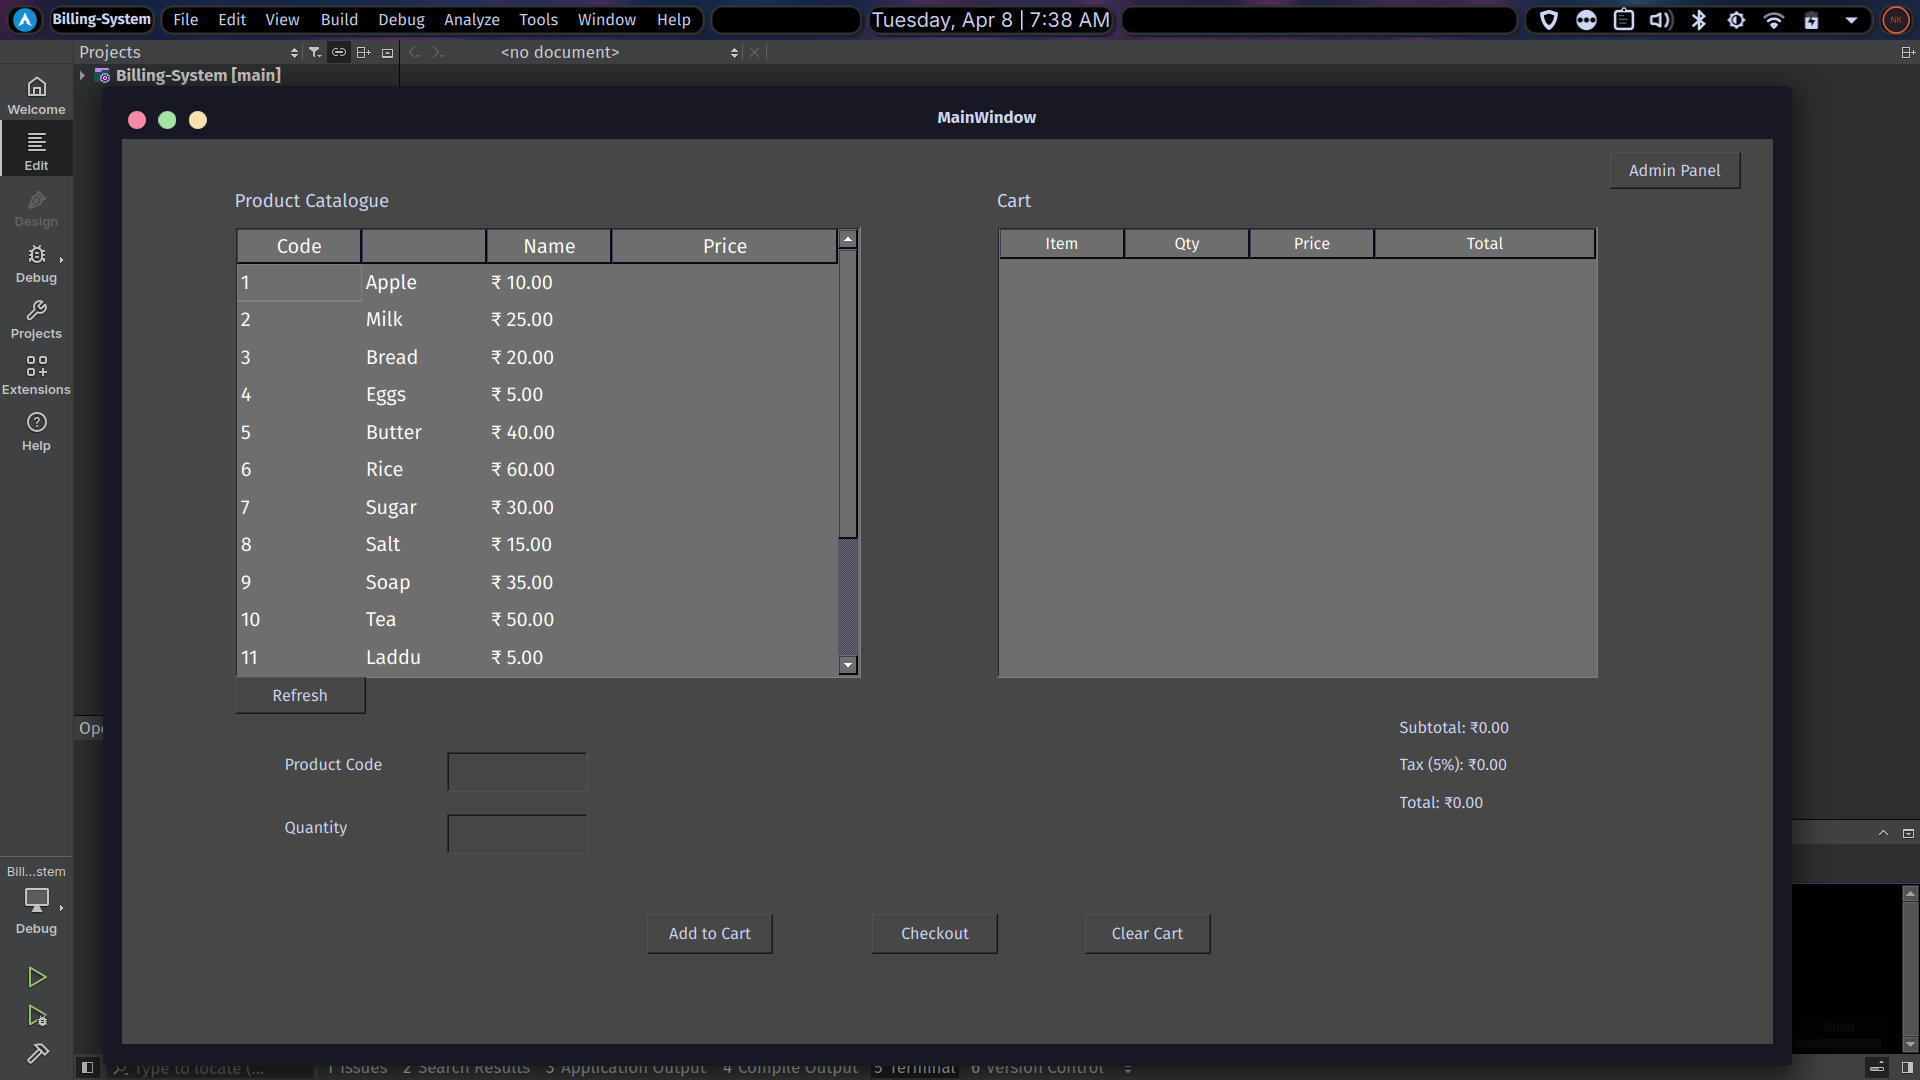 Billing-System File Edit View Build Debug Analyze Tools Window Help Tuesday, Apr 8 | 7:38 AM NK
Projects <no document>
Billing-System [main]
Welcome
Edit
Design
Debug
Projects
Extensions
Help
MainWindow
Admin Panel
Product Catalogue
Code Name Price
1 Apple ₹ 10.00
2 Milk ₹ 25.00
3 Bread ₹ 20.00
4 Eggs ₹ 5.00
5 Butter ₹ 40.00
6 Rice ₹ 60.00
7 Sugar ₹ 30.00
8 Salt ₹ 15.00
9 Soap ₹ 35.00
10 Tea ₹ 50.00
11 Laddu ₹ 5.00
Refresh
Cart
Item Qty Price Total
Subtotal: ₹0.00
Tax (5%): ₹0.00
Total: ₹0.00
Product Code
Quantity
Add to Cart Checkout Clear Cart
Ope
Bill...stem
Debug
Build
Type to locate (... 1 Issues 2 Search Results 3 Application Output 4 Compile Output 5 Terminal 6 Version Control